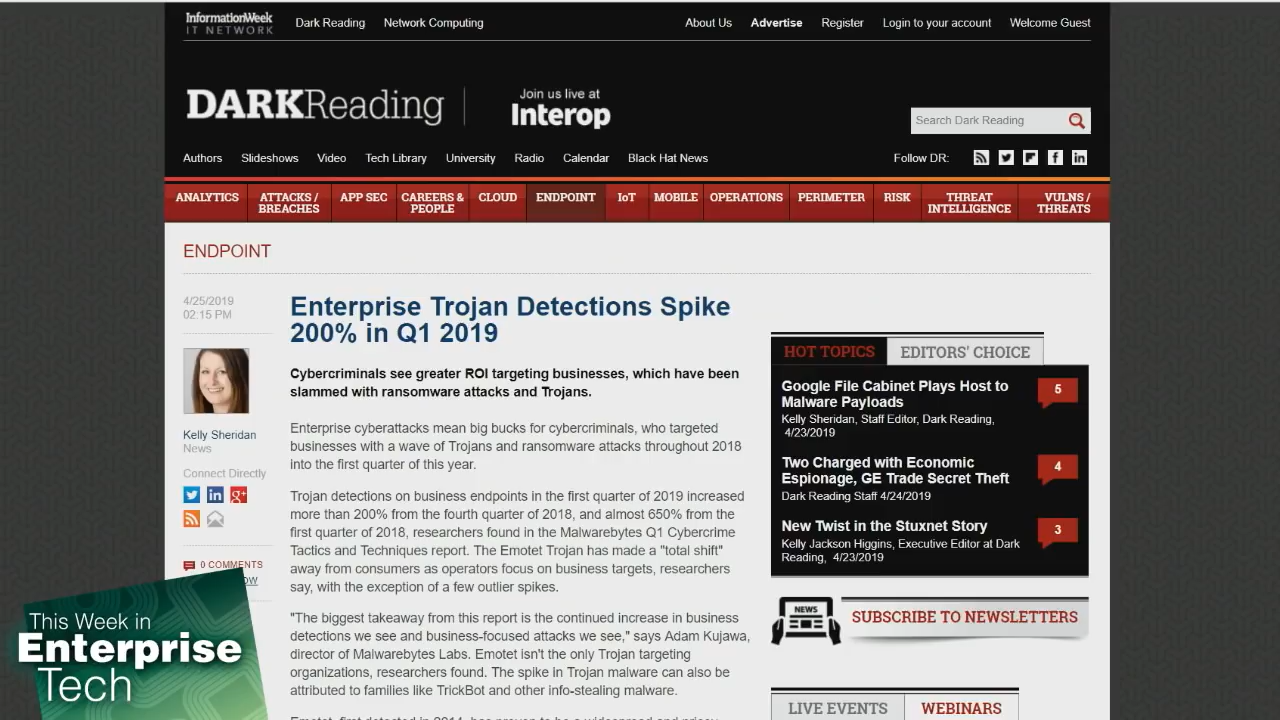 InformationWeek
IT NETWORK
Dark Reading
Network Computing
About Us
Advertise
Register
Login to your account
Welcome Guest
DARKReading
Join us live at
Interop
Search Dark Reading
Authors
Slideshows
Video
Tech Library
University
Radio
Calendar
Black Hat News
Follow DR:
ANALYTICS
ATTACKS /
BREACHES
APP SEC
CAREERS &
PEOPLE
CLOUD
ENDPOINT
IoT
MOBILE
OPERATIONS
PERIMETER
RISK
THREAT
INTELLIGENCE
VULNS /
THREATS
ENDPOINT
4/25/2019
02:15 PM
Kelly Sheridan
News
Connect Directly
0 COMMENTS
Enterprise Trojan Detections Spike
200% in Q1 2019
Cybercriminals see greater ROI targeting businesses, which have been
slammed with ransomware attacks and Trojans.
Enterprise cyberattacks mean big bucks for cybercriminals, who targeted
businesses with a wave of Trojans and ransomware attacks throughout 2018
into the first quarter of this year.
Trojan detections on business endpoints in the first quarter of 2019 increased
more than 200% from the fourth quarter of 2018, and almost 650% from the
first quarter of 2018, researchers found in the Malwarebytes Q1 Cybercrime
Tactics and Techniques report. The Emotet Trojan has made a "total shift"
away from consumers as operators focus on business targets, researchers
say, with the exception of a few outlier spikes.
"The biggest takeaway from this report is the continued increase in business
detections we see and business-focused attacks we see," says Adam Kujawa,
director of Malwarebytes Labs. Emotet isn't the only Trojan targeting
organizations, researchers found. The spike in Trojan malware can also be
attributed to families like TrickBot and other info-stealing malware.
HOT TOPICS
EDITORS' CHOICE
Google File Cabinet Plays Host to
Malware Payloads
Kelly Sheridan, Staff Editor, Dark Reading,
4/23/2019
5
Two Charged with Economic
Espionage, GE Trade Secret Theft
Dark Reading Staff 4/24/2019
4
New Twist in the Stuxnet Story
Kelly Jackson Higgins, Executive Editor at Dark
Reading, 4/23/2019
3
NEWS
SUBSCRIBE TO NEWSLETTERS
LIVE EVENTS
WEBINARS
This Week in
Enterprise
Tech